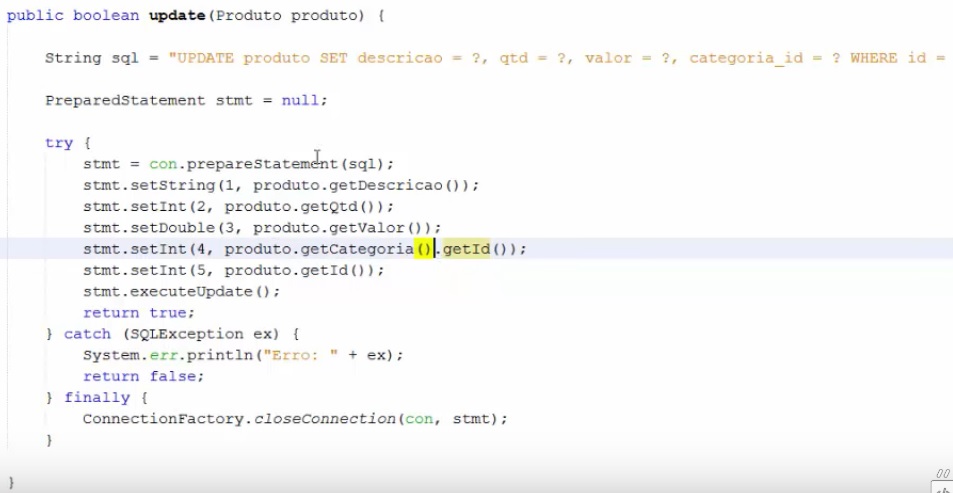 public boolean update(Produto produto) {
String sql = "UPDATE produto SET descricao = ?, qtd = ?, valor = ?, categoria_id = ? WHERE id =
PreparedStatement stmt = null;
try {
stmt = con.prepareStatement(sql);
stmt.setString(1, produto.getDescricao());
stmt.setInt(2, produto.getQtd());
stmt.setDouble(3, produto.getValor());
stmt.setInt(4, produto.getCategoria().getId());
stmt.setInt(5, produto.getId());
stmt.executeUpdate();
return true;
} catch (SQLException ex) {
System.err.println("Erro: " + ex);
return false;
} finally {
ConnectionFactory.closeConnection(con, stmt);
}
}
00